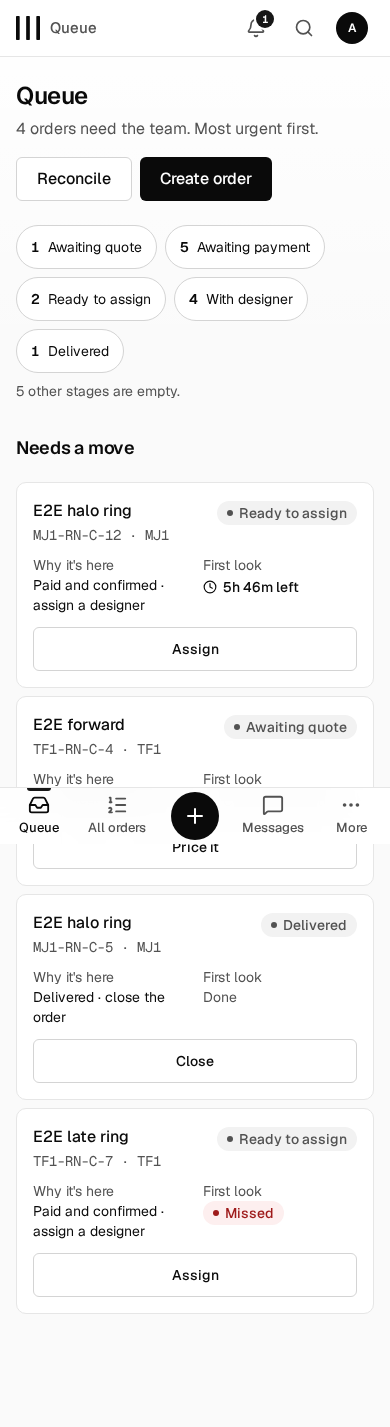 Queue
1
A
Queue
4 orders need the team. Most urgent first.
Reconcile
Create order
1 Awaiting quote
5 Awaiting payment
2 Ready to assign
4 With designer
1 Delivered
5 other stages are empty.
Needs a move
E2E halo ring
Ready to assign
MJ1-RN-C-12 · MJ1
Why it's here
First look
Paid and confirmed ·
assign a designer
5h 46m left
Assign
E2E forward
Awaiting quote
TF1-RN-C-4 · TF1
Why it's here
First look
Queue
All orders
Messages
More
Price it
E2E halo ring
Delivered
MJ1-RN-C-5 · MJ1
Why it's here
First look
Delivered · close the
order
Done
Close
E2E late ring
Ready to assign
TF1-RN-C-7 · TF1
Why it's here
First look
Paid and confirmed ·
assign a designer
Missed
Assign